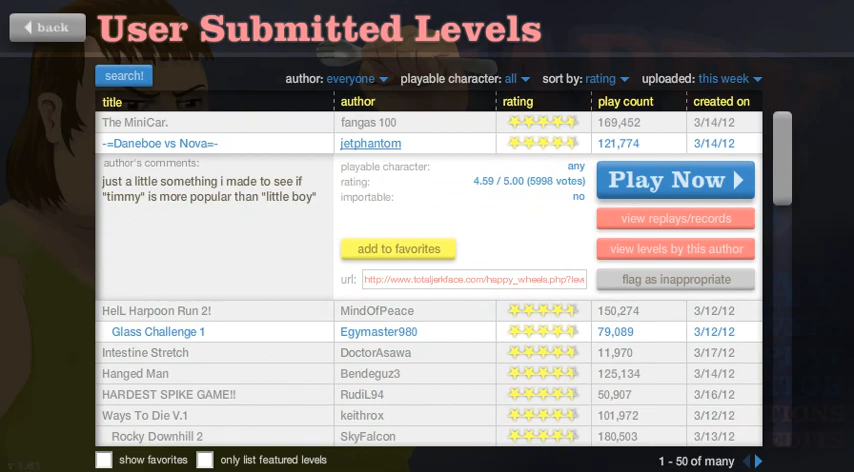 back
User Submitted Levels
search!
author: everyone playable character: all sort by: rating uploaded: this week
title author rating play count created on
The MiniCar. fangas 100 169,452 3/14/12
-=Daneboe vs Nova=- jetphantom 121,774 3/14/12
author's comments:
just a little something i made to see if
"timmy" is more popular than "little boy"
playable character: any
rating: 4.59 / 5.00 (5998 votes)
importable: no
add to favorites
url: http://www.totaljerkface.com/happy_wheels.php?leve
Play Now
view replays/records
view levels by this author
flag as inappropriate
HelL Harpoon Run 2! MindOfPeace 150,274 3/12/12
Glass Challenge 1 Egymaster980 79,089 3/12/12
Intestine Stretch DoctorAsawa 11,970 3/17/12
Hanged Man Bendeguz3 125,134 3/14/12
HARDEST SPIKE GAME!! RudiL94 50,907 3/16/12
Ways To Die V.1 keithrox 101,972 3/12/12
Rocky Downhill 2 SkyFalcon 180,503 3/13/12
show favorites only list featured levels 1 - 50 of many